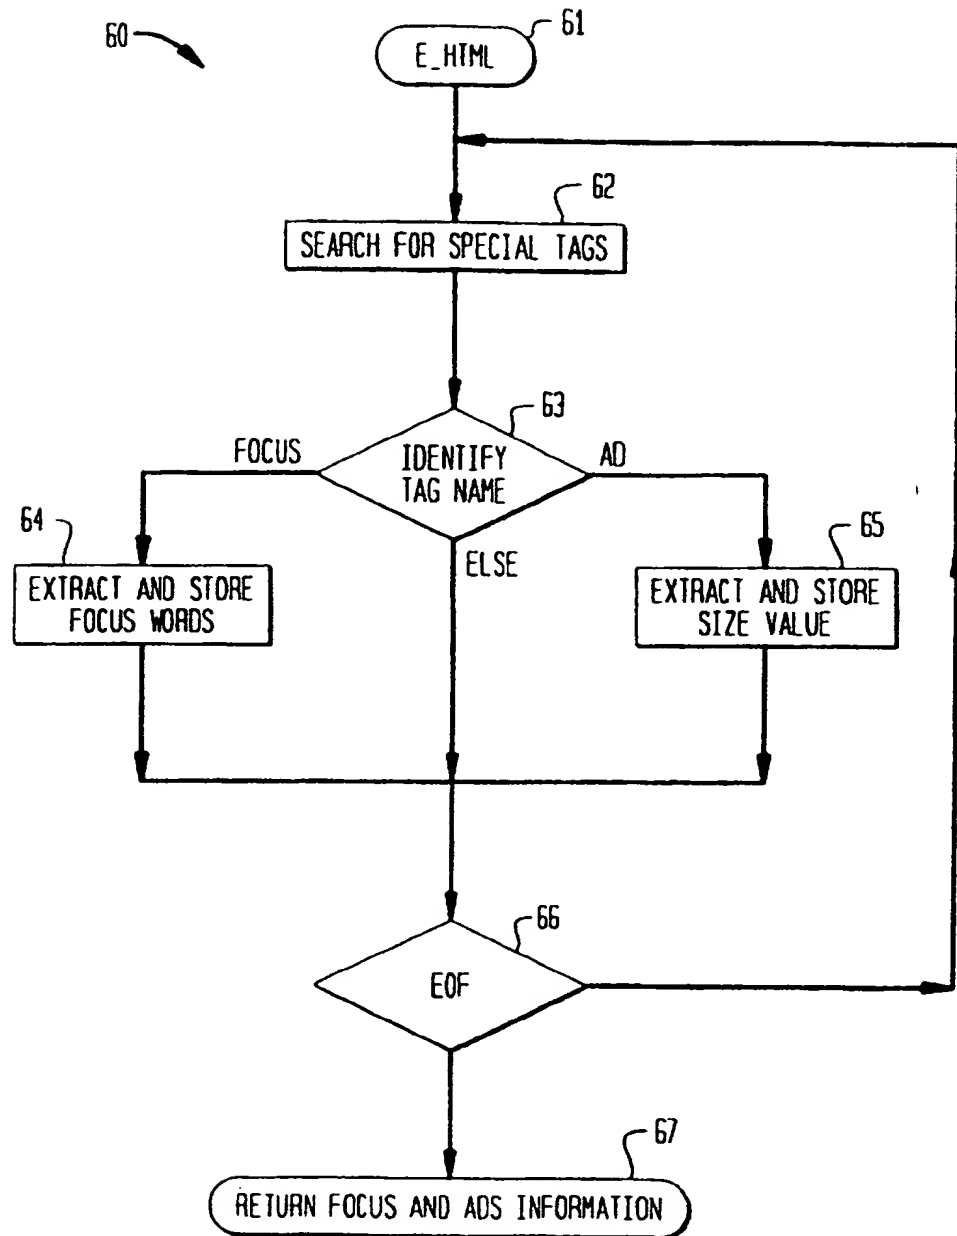 60
61
E_HTML
62
SEARCH FOR SPECIAL TAGS
63
FOCUS
IDENTIFY
TAG NAME
AD
64
ELSE
65
EXTRACT AND STORE
FOCUS WORDS
EXTRACT AND STORE
SIZE VALUE
66
EOF
67
RETURN FOCUS AND ADS INFORMATION